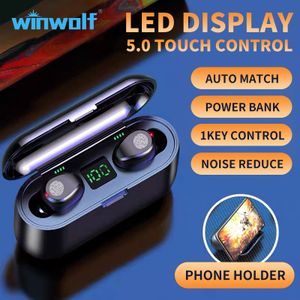 winwolf
LED DISPLAY
5.0 TOUCH CONTROL
AUTO MATCH
POWER BANK
1KEY CONTROL
NOISE REDUCE
100
PHONE HOLDER